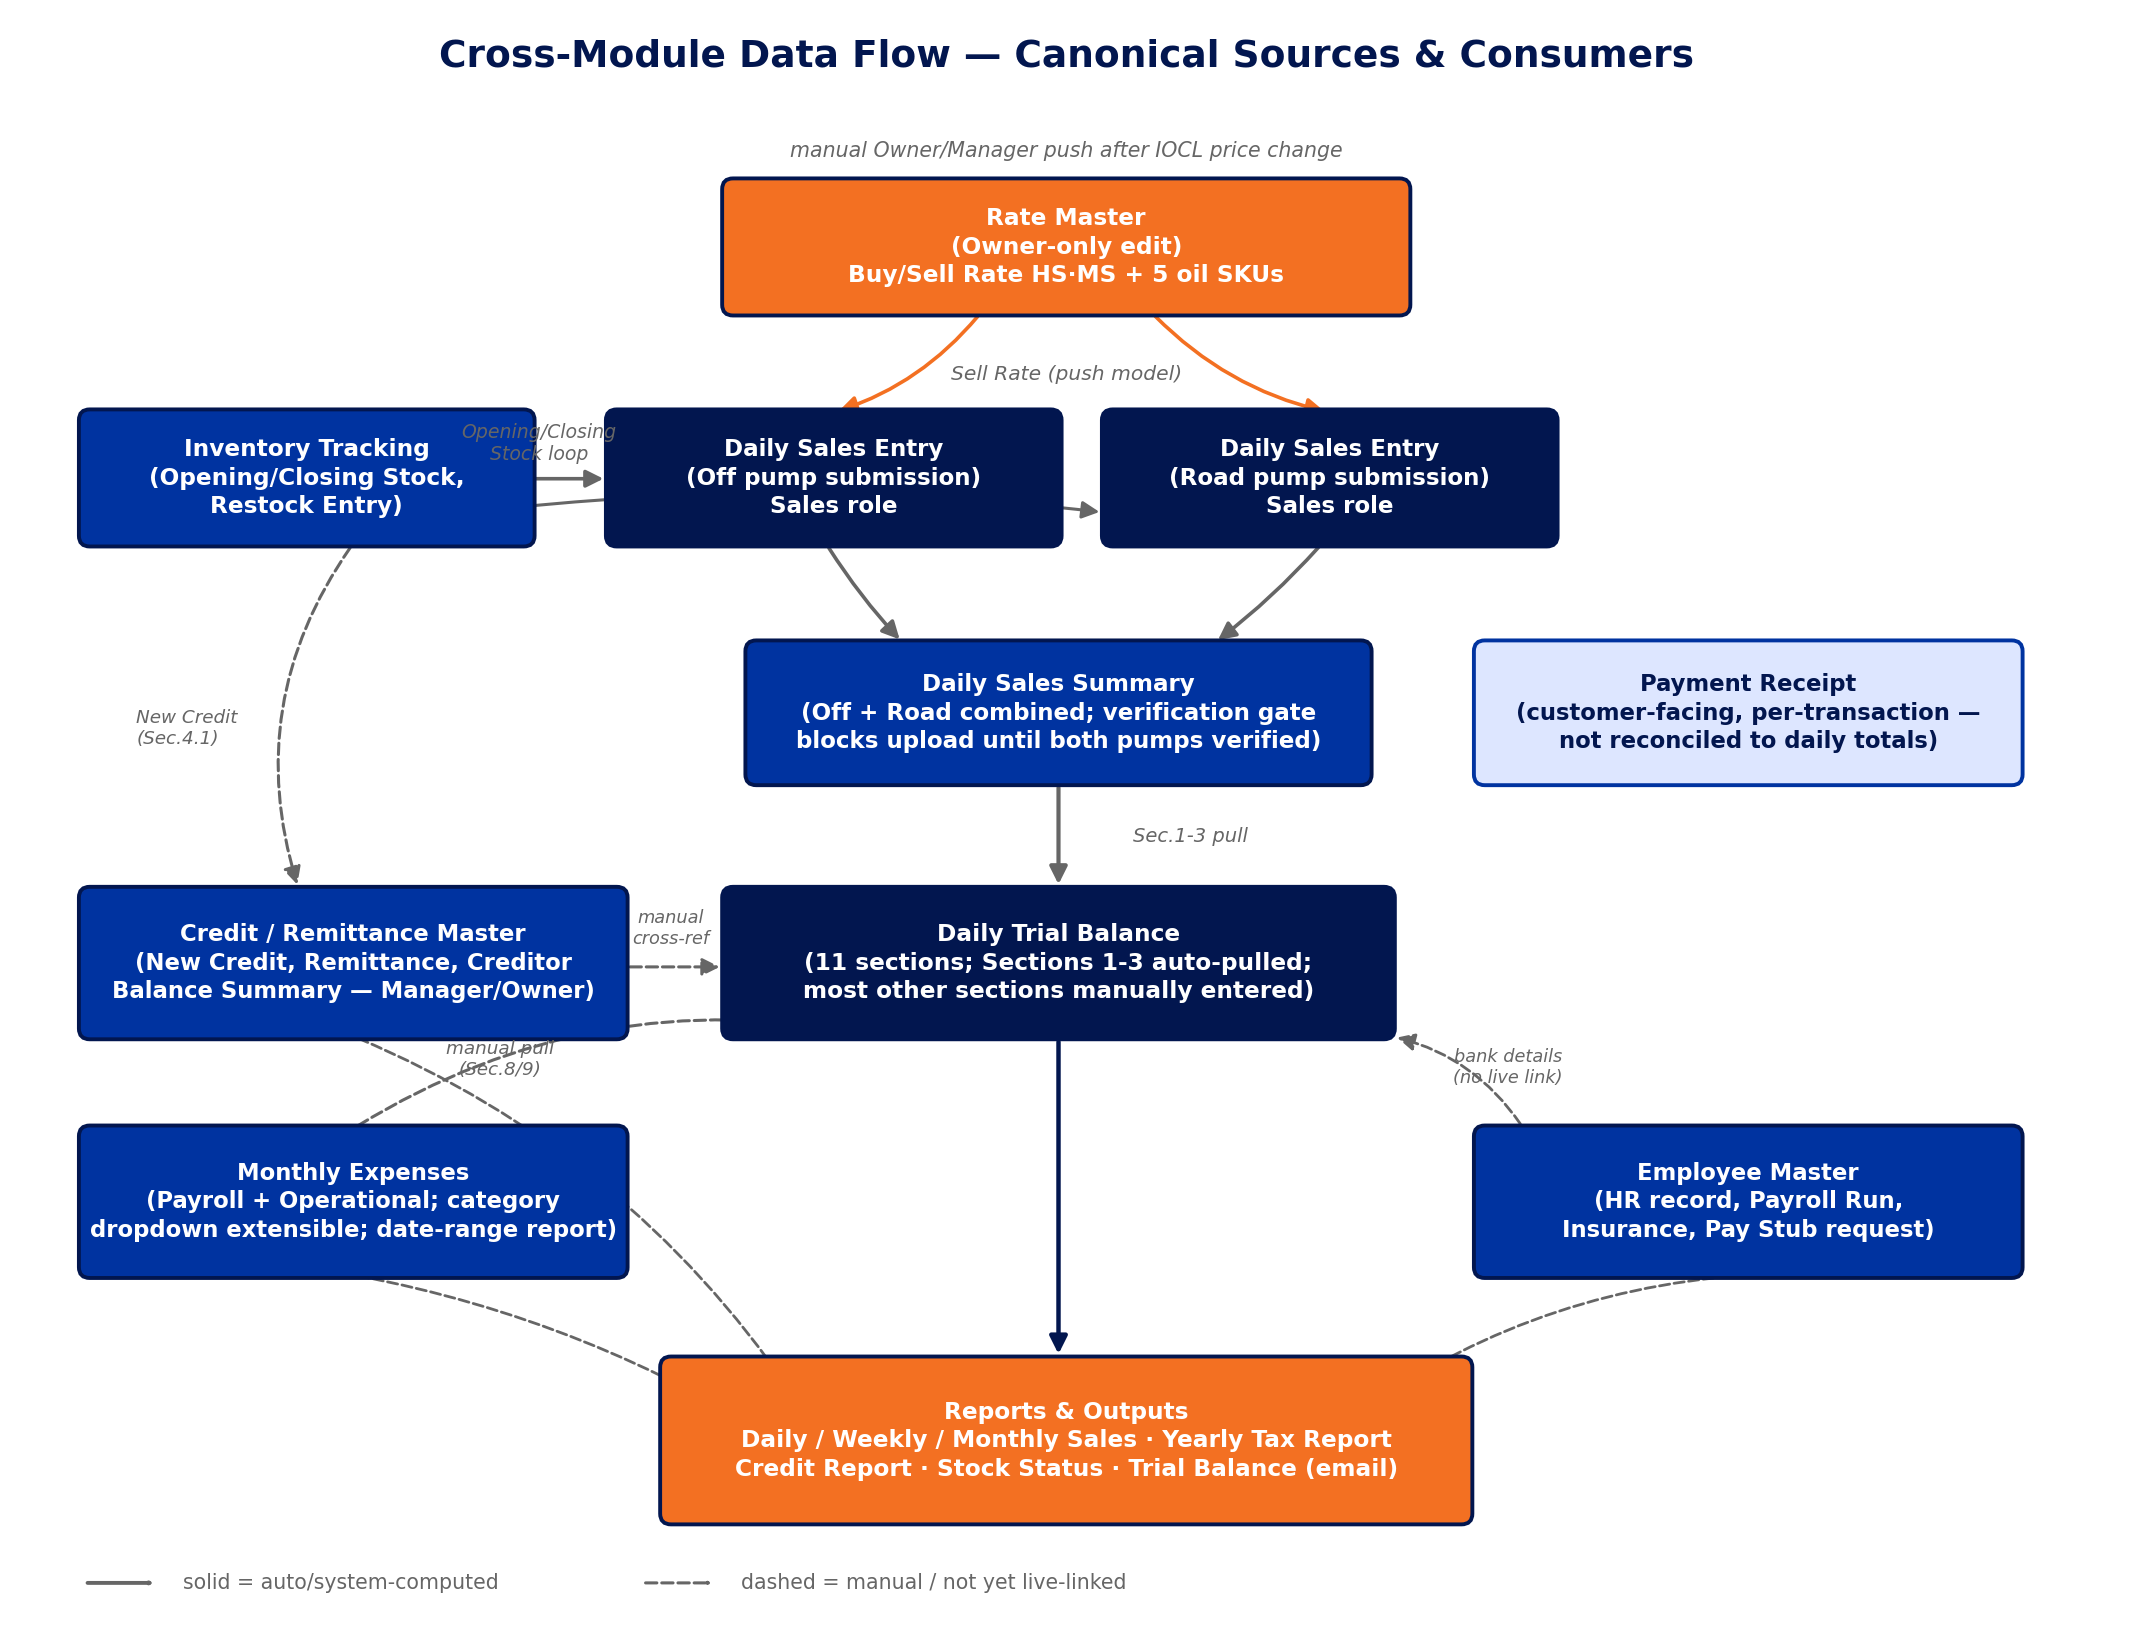 Cross-Module Data Flow — Canonical Sources & Consumers
manual Owner/Manager push after IOCL price change
Rate Master
(Owner-only edit)
Buy/Sell Rate HS·MS + 5 oil SKUs
Sell Rate (push model)
Inventory Tracking
(Opening/Closing Stock,
Restock Entry)
Opening/Closing
Stock loop
Daily Sales Entry
(Off pump submission)
Sales role
Daily Sales Entry
(Road pump submission)
Sales role
Daily Sales Summary
(Off + Road combined; verification gate
blocks upload until both pumps verified)
Payment Receipt
(customer-facing, per-transaction —
not reconciled to daily totals)
New Credit
(Sec.4.1)
Sec.1-3 pull
Credit / Remittance Master
(New Credit, Remittance, Creditor
Balance Summary — Manager/Owner)
manual
cross-ref
Daily Trial Balance
(11 sections; Sections 1-3 auto-pulled;
most other sections manually entered)
manual pull
(Sec.8/9)
bank details
(no live link)
Monthly Expenses
(Payroll + Operational; category
dropdown extensible; date-range report)
Employee Master
(HR record, Payroll Run,
Insurance, Pay Stub request)
Reports & Outputs
Daily / Weekly / Monthly Sales · Yearly Tax Report
Credit Report · Stock Status · Trial Balance (email)
solid = auto/system-computed
dashed = manual / not yet live-linked